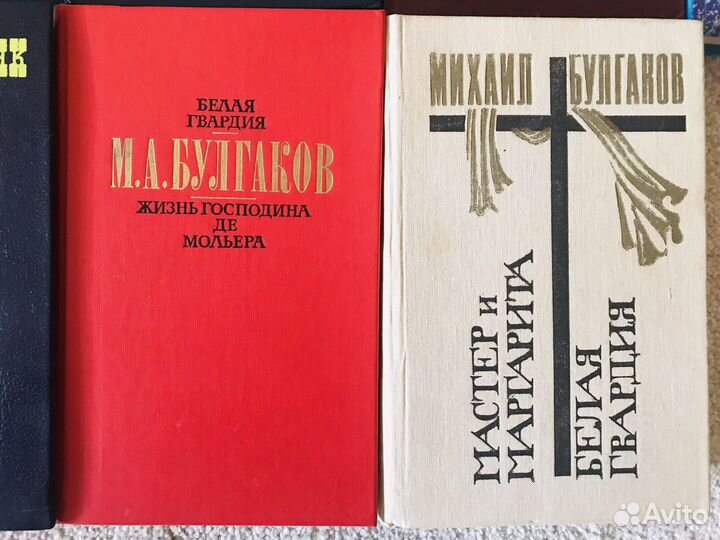 БЕЛАЯ
ГВАРДИЯ
М.А.БУЛГАКОВ
ЖИЗНЬ ГОСПОДИНА
ДЕ
МОЛЬЕРА
МИХАИЛ БУЛГАКОВ
МАСТЕР И
МАРГАРИТА
БЕЛАЯ
ГВАРДИЯ
Avito